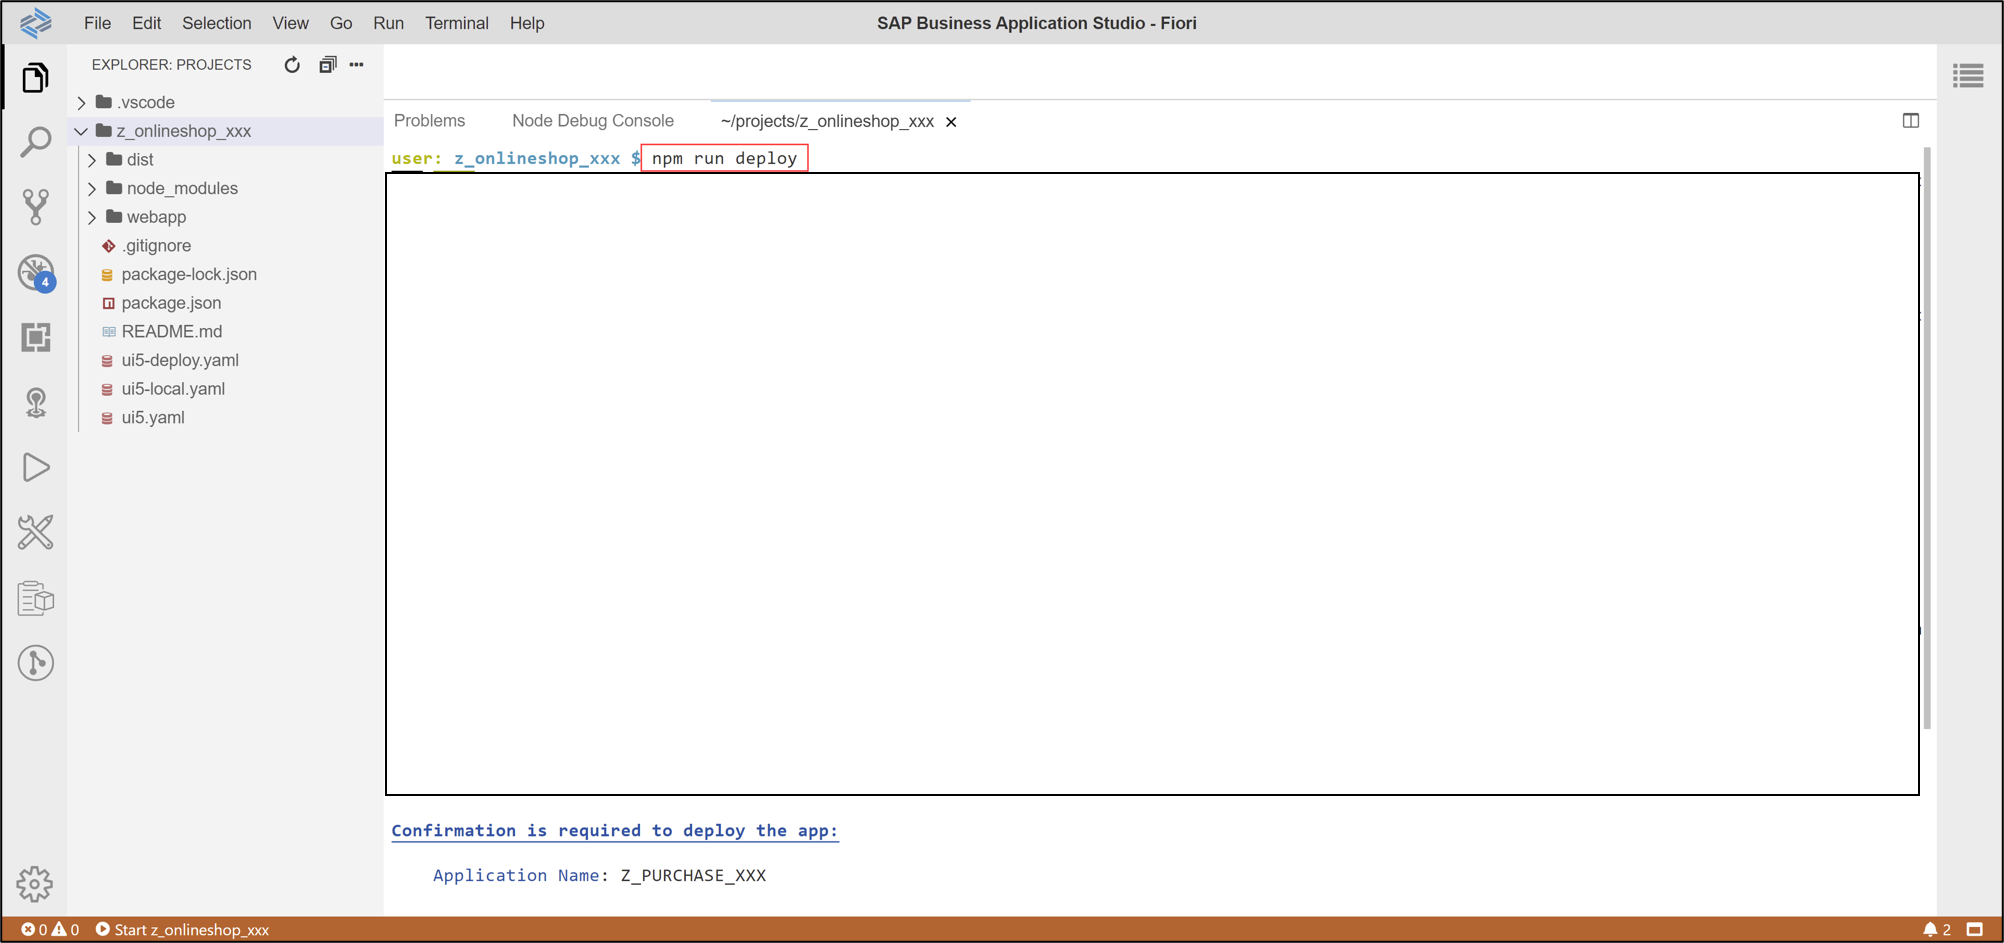 File Edit Selection View Go Run Terminal Help
SAP Business Application Studio - Fiori
EXPLORER: PROJECTS
.vscode
z_onlineshop_xxx
dist
node_modules
webapp
.gitignore
package-lock.json
package.json
README.md
ui5-deploy.yaml
ui5-local.yaml
ui5.yaml
4
Problems Node Debug Console ~/projects/z_onlineshop_xxx
user: z_onlineshop_xxx $ npm run deploy
Confirmation is required to deploy the app:
Application Name: Z_PURCHASE_XXX
0 0 Start z_onlineshop_xxx 2